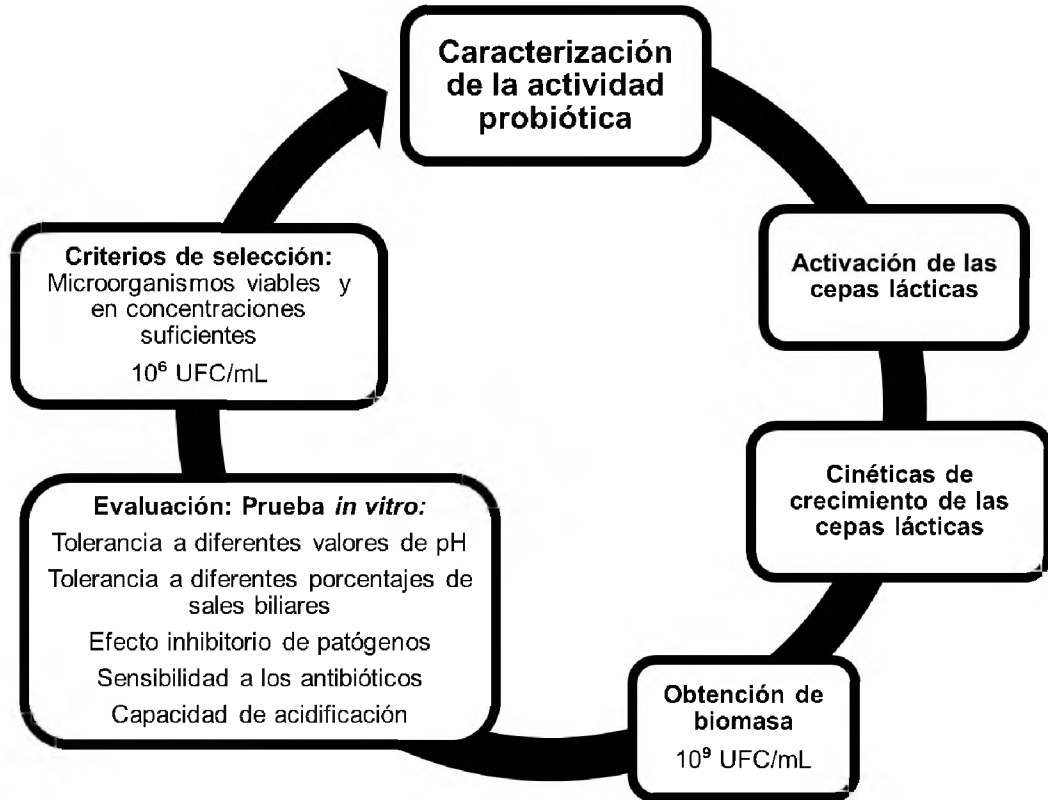 Caracterización
de la actividad
probiótica
Activación de las
cepas lácticas
Cinéticas de
crecimiento de las
cepas lácticas
Obtención de
biomasa
10⁹ UFC/mL
Evaluación: Prueba in vitro:
Tolerancia a diferentes valores de pH
Tolerancia a diferentes porcentajes de
sales biliares
Efecto inhibitorio de patógenos
Sensibilidad a los antibióticos
Capacidad de acidificación
Criterios de selección:
Microorganismos viables y
en concentraciones
suficientes
10⁶ UFC/mL